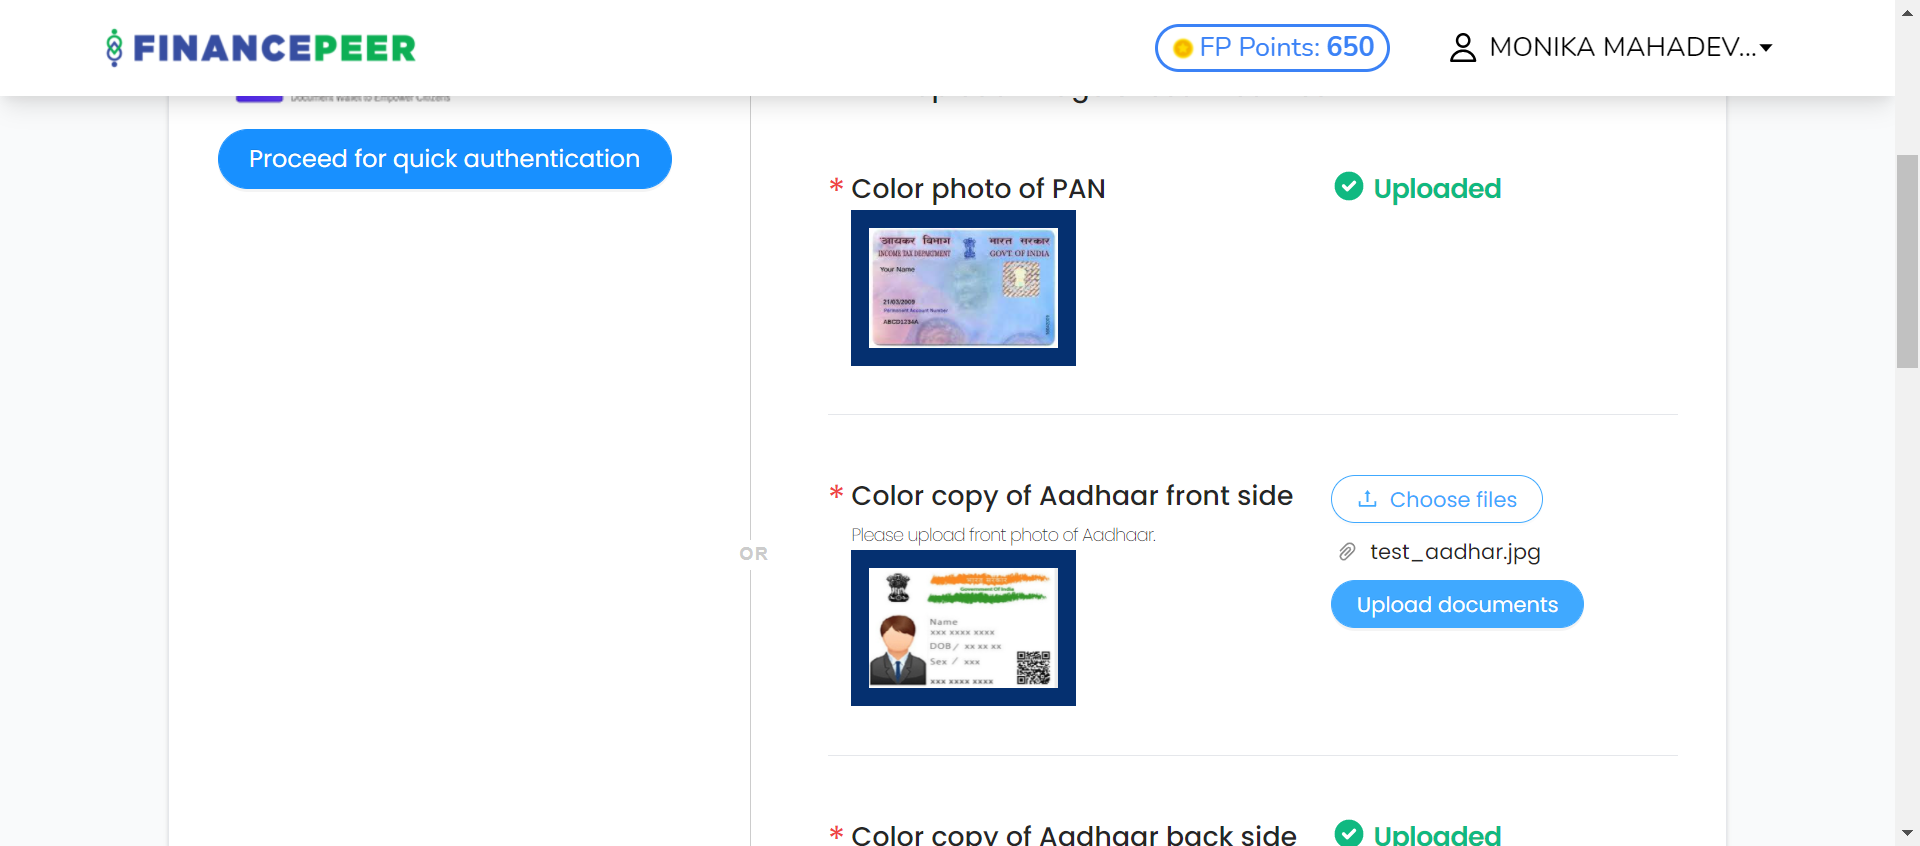 FINANCEPEER
FP Points: 650
MONIKA MAHADEV...
Document Wallet to Empower Citizens
Proceed for quick authentication
OR
* Color photo of PAN
Uploaded
आयकर विभाग
भारत सरकार
INCOME TAX DEPARTMENT
GOVT. OF INDIA
Your Name
21/03/2009
Permanent Account Number
ABCD1234A
* Color copy of Aadhaar front side
Please upload front photo of Aadhaar.
Choose files
test_aadhar.jpg
Upload documents
भारत सरकार
Government Of India
Name
xxx xxxx xxxx
DOB / xx xx xx
Sex / xxx
xxx xxxx xxxx
* Color copy of Aadhaar back side
Uploaded